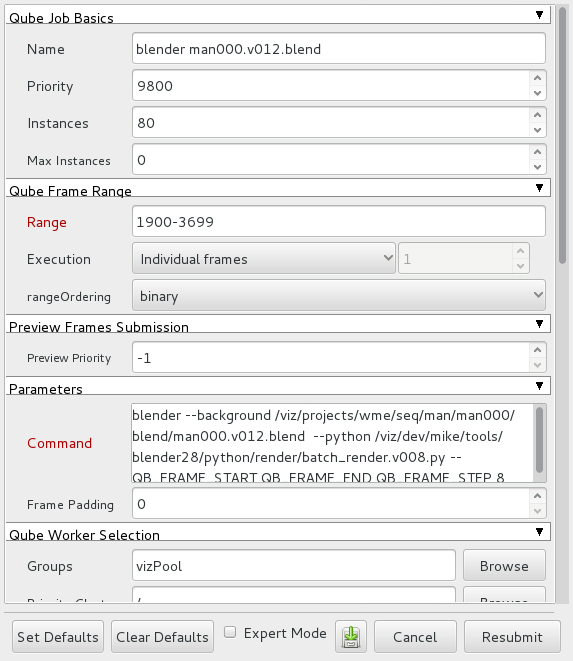 Qube Job Basics
Name blender man000.v012.blend
Priority 9800
Instances 80
Max Instances 0
Qube Frame Range
Range 1900-3699
Execution Individual frames 1
rangeOrdering binary
Preview Frames Submission
Preview Priority -1
Parameters
Command
blender --background /viz/projects/wme/seq/man/man000/
blend/man000.v012.blend --python /viz/dev/mike/tools/
blender28/python/render/batch_render.v008.py --
QB_FRAME_START QB_FRAME_END QB_FRAME_STEP 8
Frame Padding 0
Qube Worker Selection
Groups vizPool Browse
Set Defaults Clear Defaults Expert Mode Cancel Resubmit